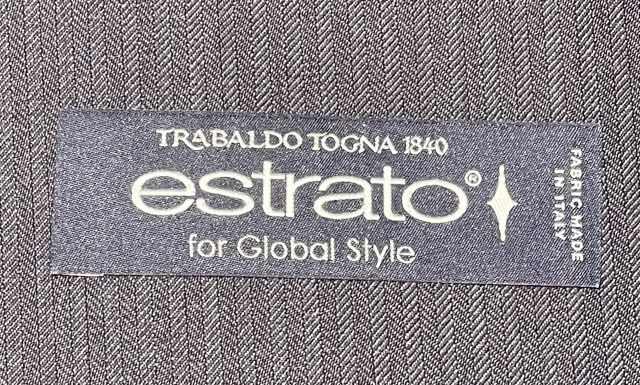 TRABALDO TOGNA 1840
estrato®
for Global Style
FABRIC MADE
IN ITALY